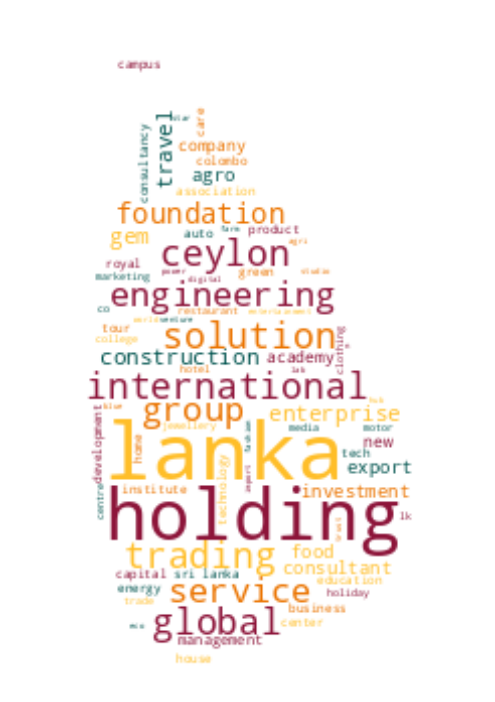 campus
star
care
travel
consultancy
company
colombo
agro
association
foundation
gem
auto
farm
product
agri
ceylon
royal
marketing
power
digital
green
studio
engineering
co
restaurant
entertainment
world
venture
tour
college
solution
clothing
construction
academy
hotel
lab
international
blue
hub
development
group
enterprise
jewellery
media
motor
fashion
home
lanka
new
tech
export
technology
import
centre
institute
investment
holding
lk
trust
trading
food
consultant
capital
sri lanka
education
energy
service
holiday
trade
business
eco
global
center
management
house